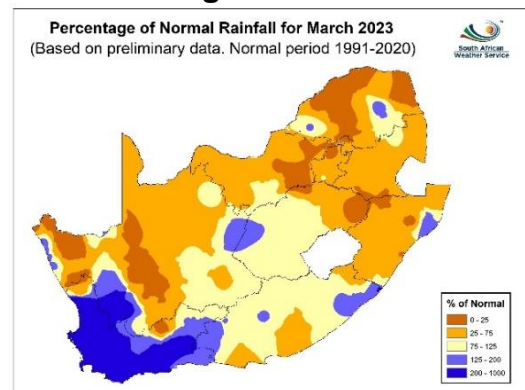 Percentage of Normal Rainfall for March 2023
(Based on preliminary data. Normal period 1991-2020)
South African
Weather Service
% of Normal
0 - 25
25 - 75
75 - 125
125 - 200
200 - 1000